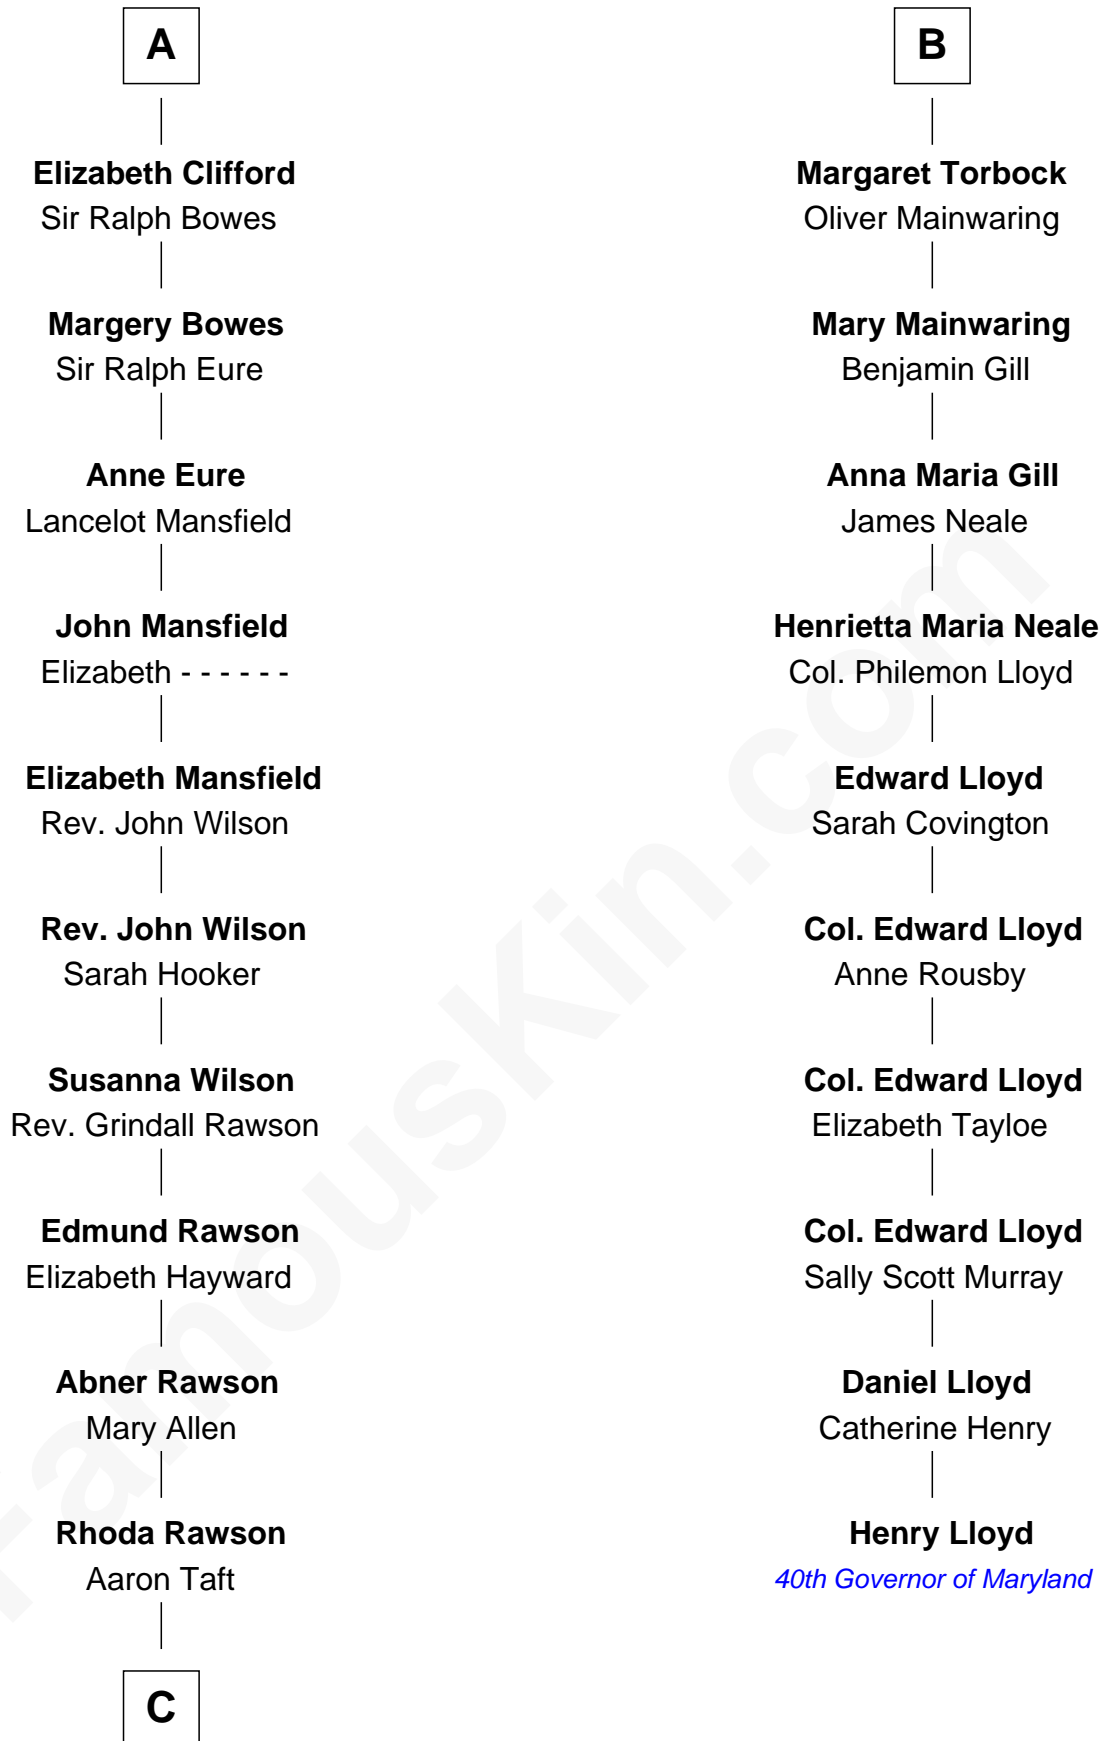 A
Elizabeth Clifford
Sir Ralph Bowes
Margery Bowes
Sir Ralph Eure
Anne Eure
Lancelot Mansfield
John Mansfield
Elizabeth - - - - - -
Elizabeth Mansfield
Rev. John Wilson
Rev. John Wilson
Sarah Hooker
Susanna Wilson
Rev. Grindall Rawson
Edmund Rawson
Elizabeth Hayward
Abner Rawson
Mary Allen
Rhoda Rawson
Aaron Taft
C
B
Margaret Torbock
Oliver Mainwaring
Mary Mainwaring
Benjamin Gill
Anna Maria Gill
James Neale
Henrietta Maria Neale
Col. Philemon Lloyd
Edward Lloyd
Sarah Covington
Col. Edward Lloyd
Anne Rousby
Col. Edward Lloyd
Elizabeth Tayloe
Col. Edward Lloyd
Sally Scott Murray
Daniel Lloyd
Catherine Henry
Henry Lloyd
40th Governor of Maryland
FamousKin.com